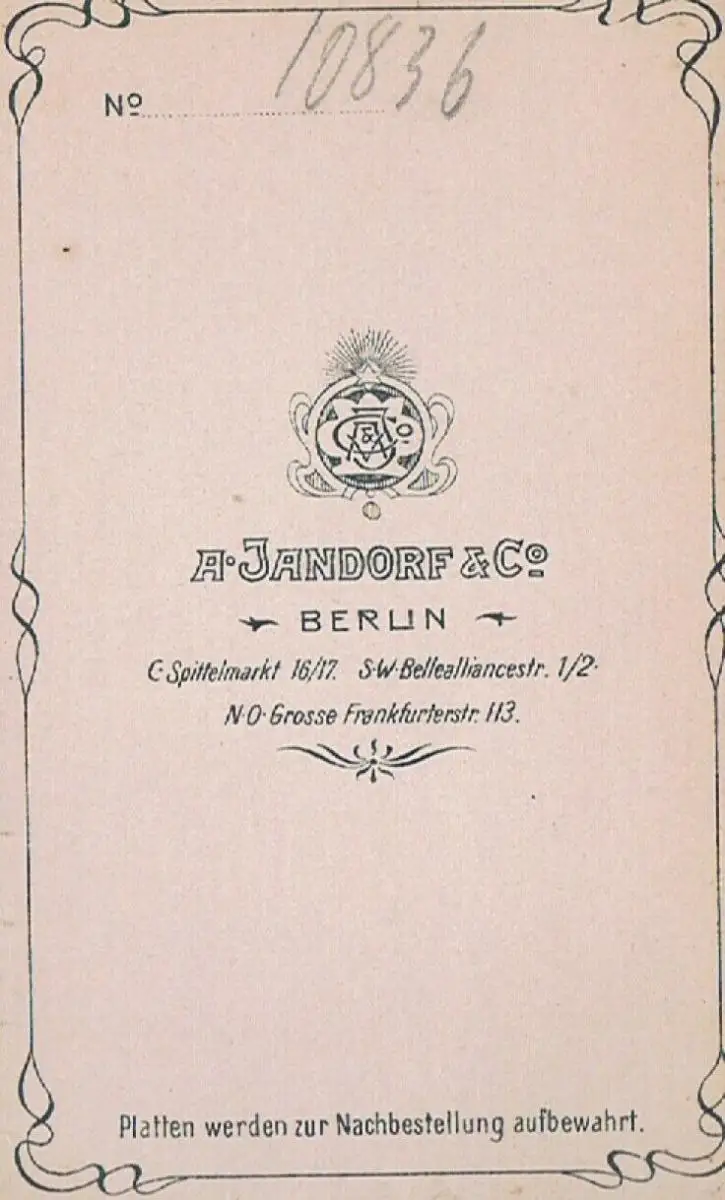 Nº 10836
A. JANDORF & Cº
BERLIN
C. Spittelmarkt 16/17. S.W. Bellealliancestr. 1/2.
N.O. Grosse Frankfurterstr. 113.
Platten werden zur Nachbestellung aufbewahrt.